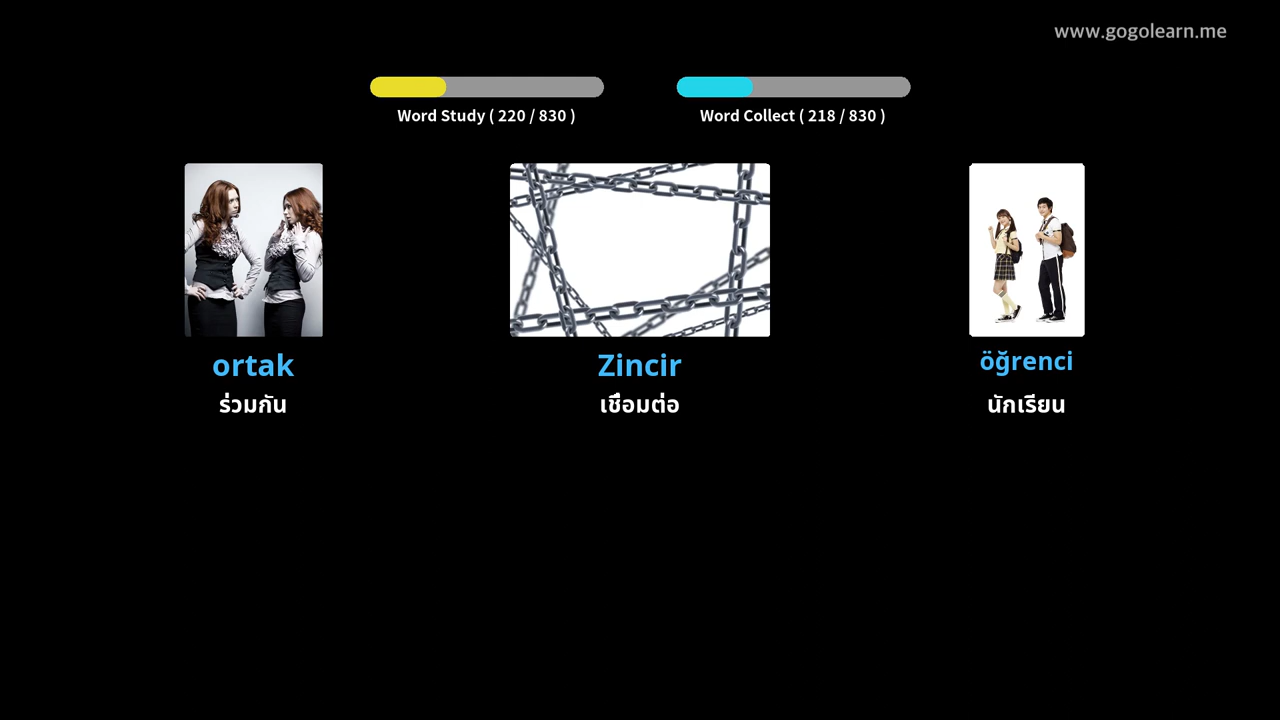 www.gogolearn.me
Word Study ( 220 / 830 )
Word Collect ( 218 / 830 )
ortak
Zincir
öğrenci
ร่วมกัน
เชื่อมต่อ
นักเรียน